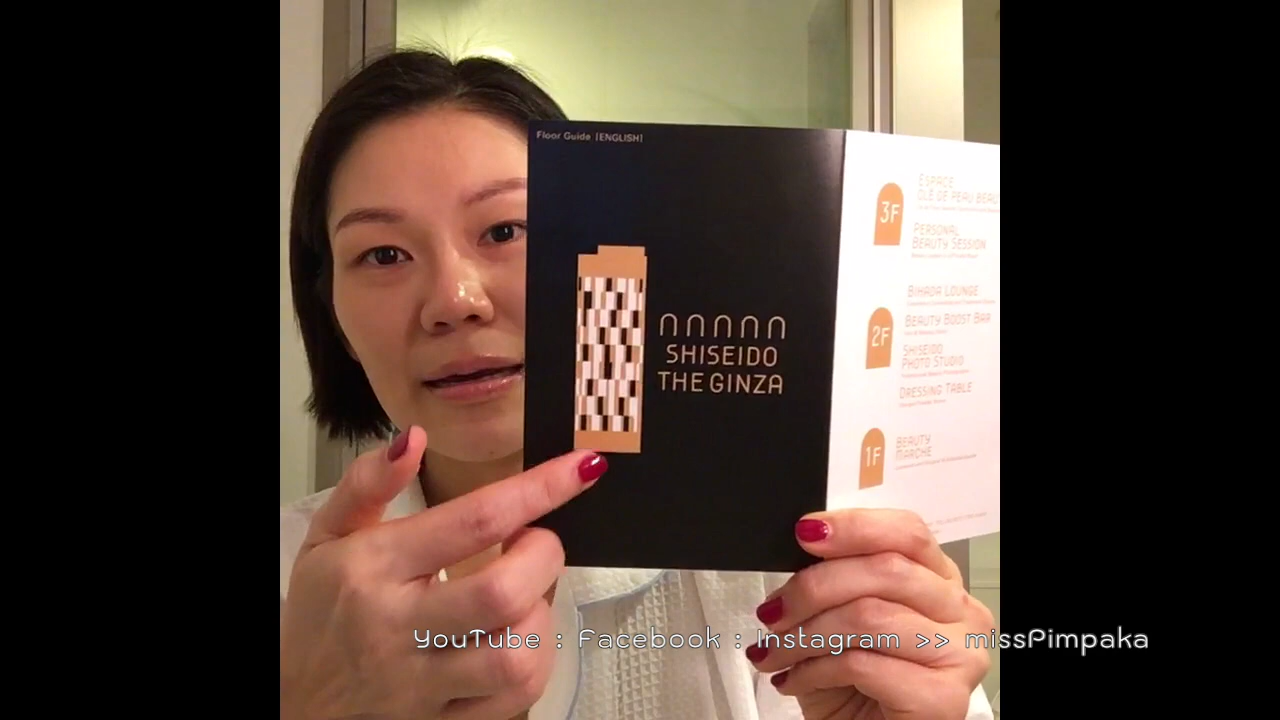 Floor Guide [ENGLISH]
SHISEIDO
THE GINZA
3F
ESPACE
CLÉ DE PEAU BEAU
PERSONAL
BEAUTY SESSION
2F
BIHADA LOUNGE
BEAUTY BOOST BAR
SHISEIDO
PHOTO STUDIO
DRESSING TABLE
1F
BEAUTY
MARCHE
YouTube : Facebook : Instagram >> missPimpaka